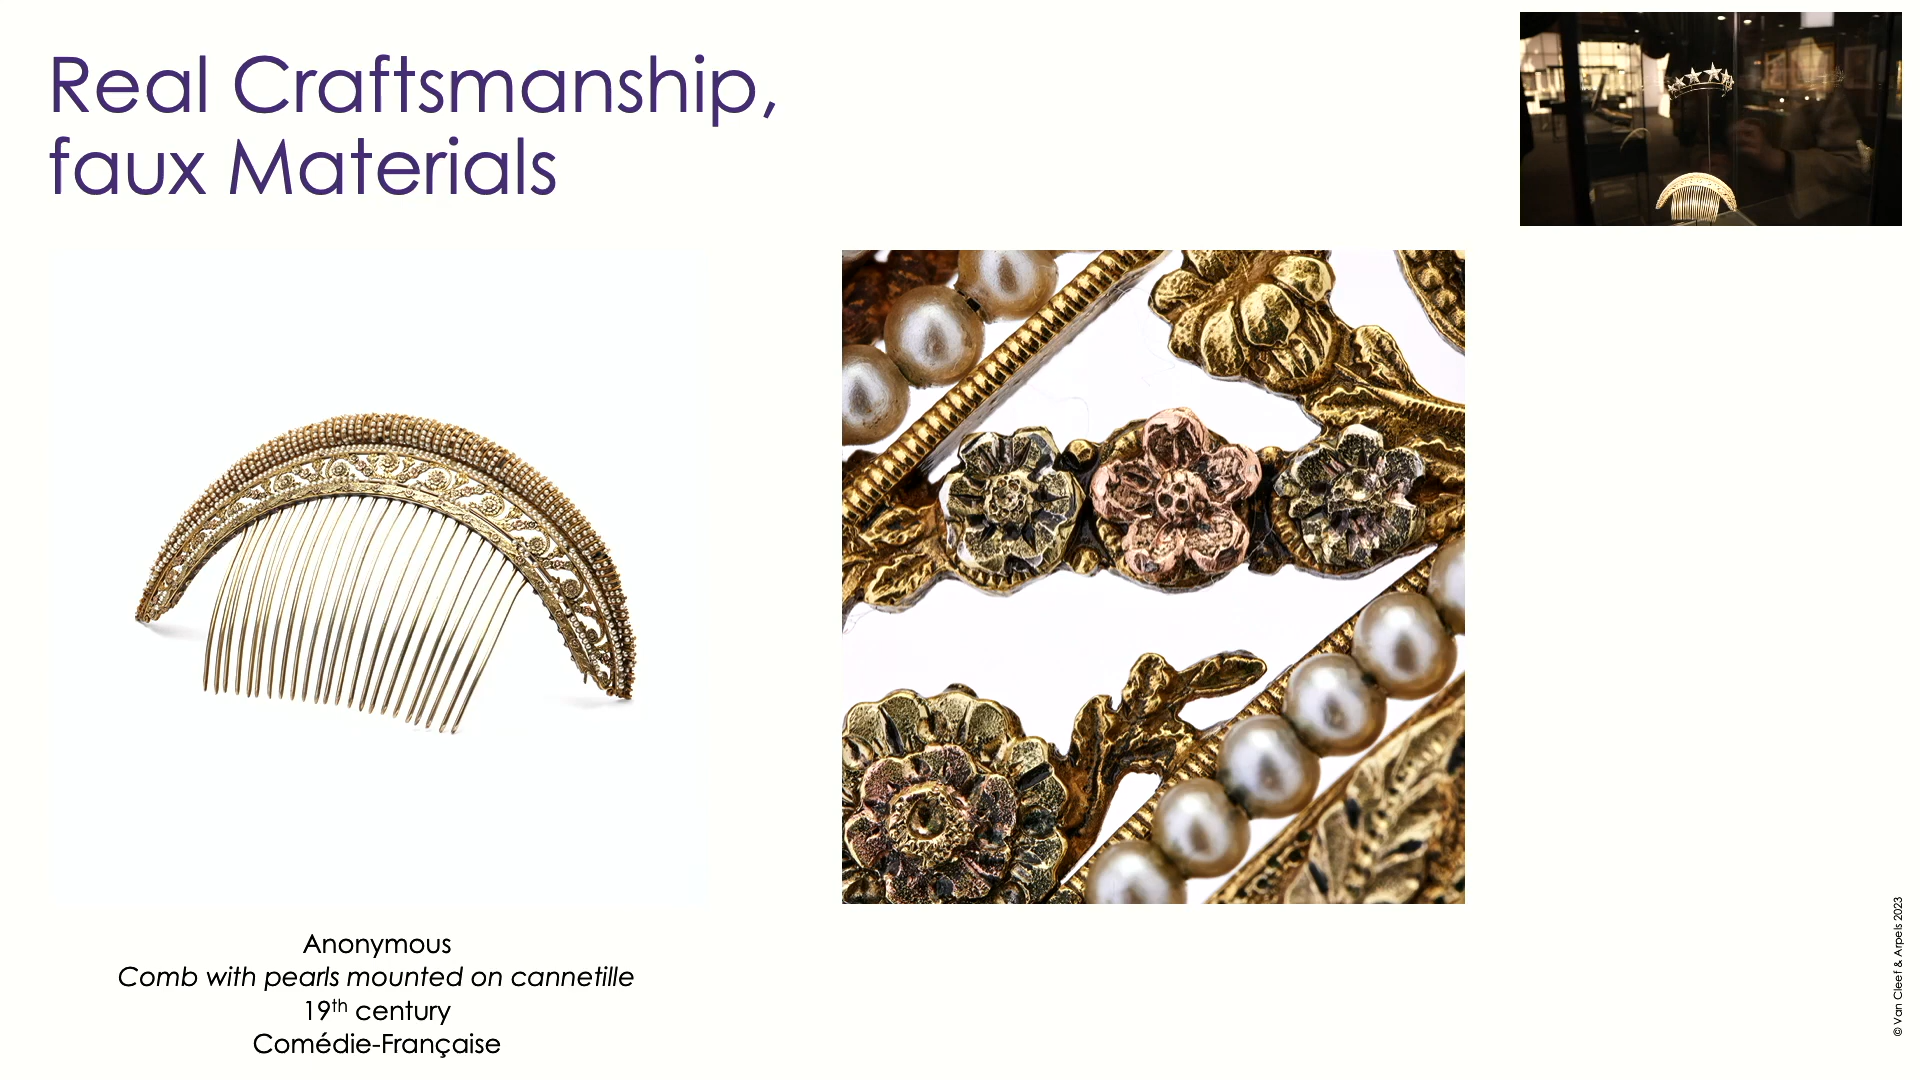 Real Craftsmanship,
faux Materials
Anonymous
Comb with pearls mounted on cannetille
19th century
Comédie-Française
© Van Cleef & Arpels 2023